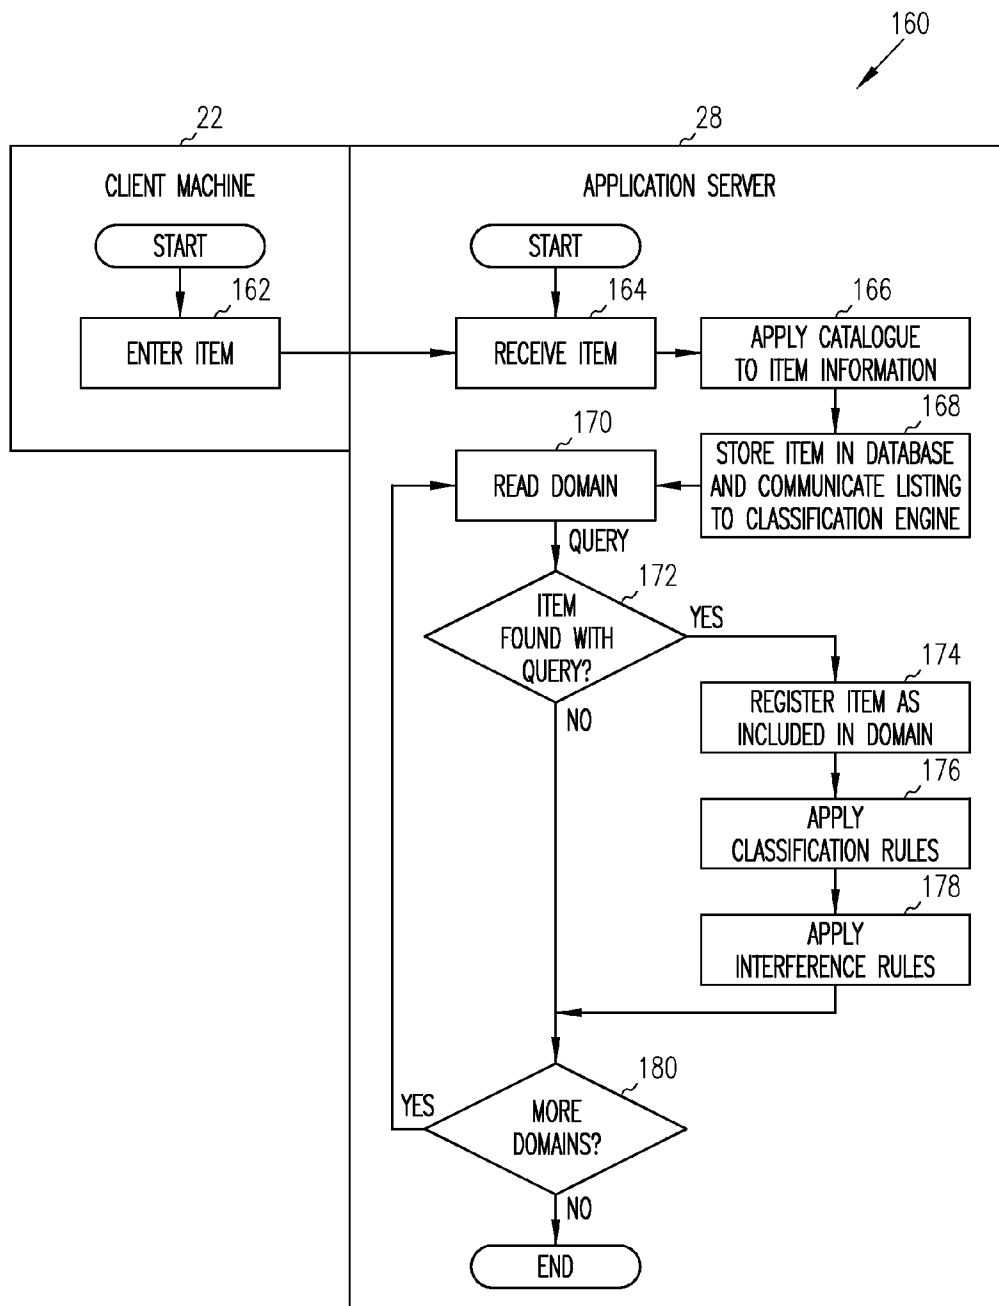 160
22
28
CLIENT MACHINE
APPLICATION SERVER
START
START
162
164
166
ENTER ITEM
RECEIVE ITEM
APPLY CATALOGUE
TO ITEM INFORMATION
170
168
READ DOMAIN
STORE ITEM IN DATABASE
AND COMMUNICATE LISTING
TO CLASSIFICATION ENGINE
QUERY
172
ITEM
FOUND WITH
QUERY?
YES
NO
174
REGISTER ITEM AS
INCLUDED IN DOMAIN
176
APPLY
CLASSIFICATION RULES
178
APPLY
INTERFERENCE RULES
180
YES
MORE
DOMAINS?
NO
END